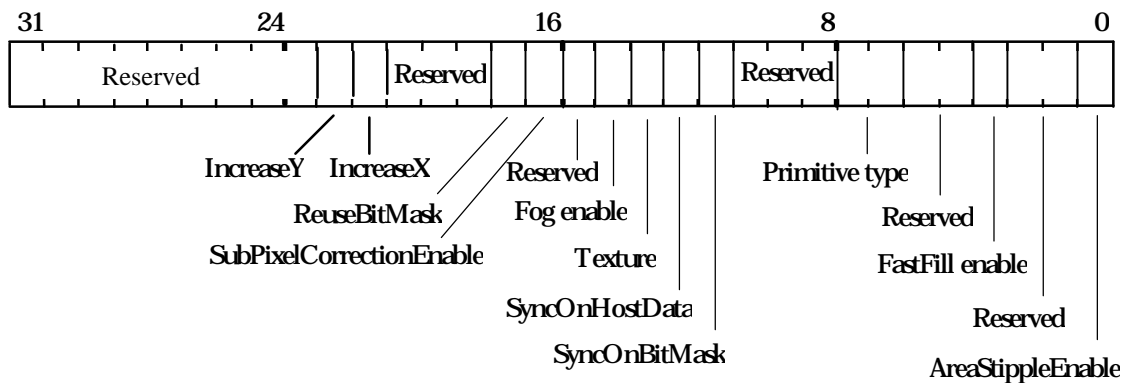 31 24 16 8 0
Reserved Reserved Reserved
IncreaseY IncreaseX Reserved Primitive type
ReuseBitMask Fog enable Reserved
SubPixelCorrectionEnable Texture FastFill enable
SyncOnHostData Reserved
SyncOnBitMask AreaStippleEnable